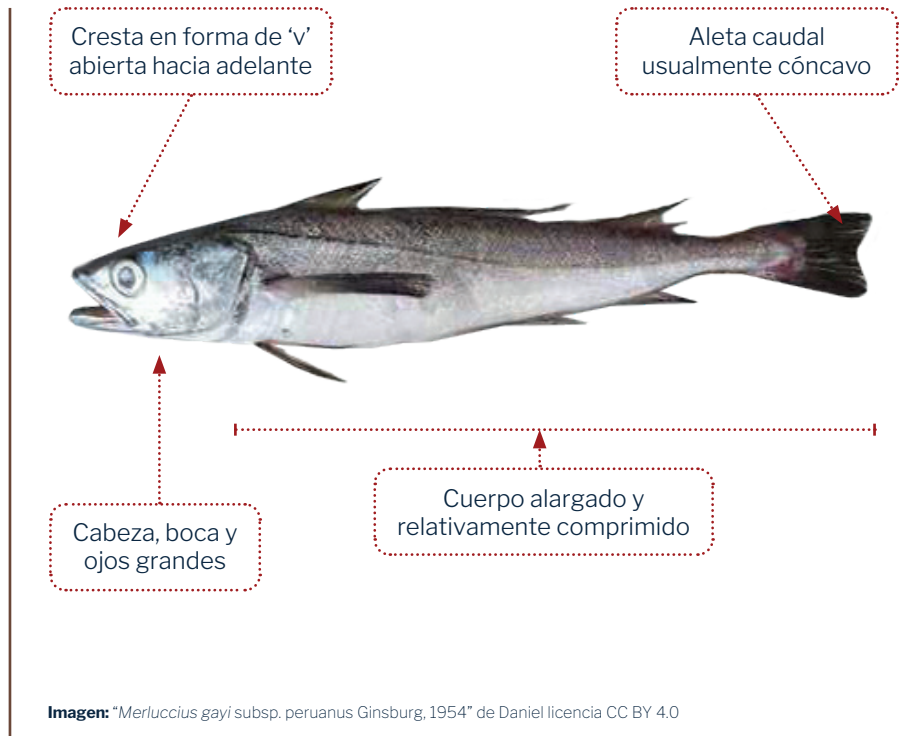 Cresta en forma de ‘v’
abierta hacia adelante
Aleta caudal
usualmente cóncavo
Cabeza, boca y
ojos grandes
Cuerpo alargado y
relativamente comprimido
Imagen: “Merluccius gayi subsp. peruanus Ginsburg, 1954” de Daniel licencia CC BY 4.0